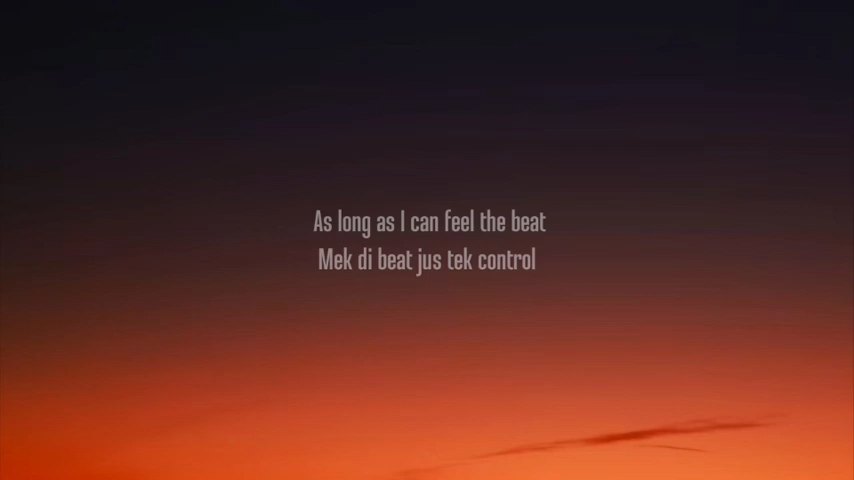 As long as I can feel the beat
Mek di beat jus tek control